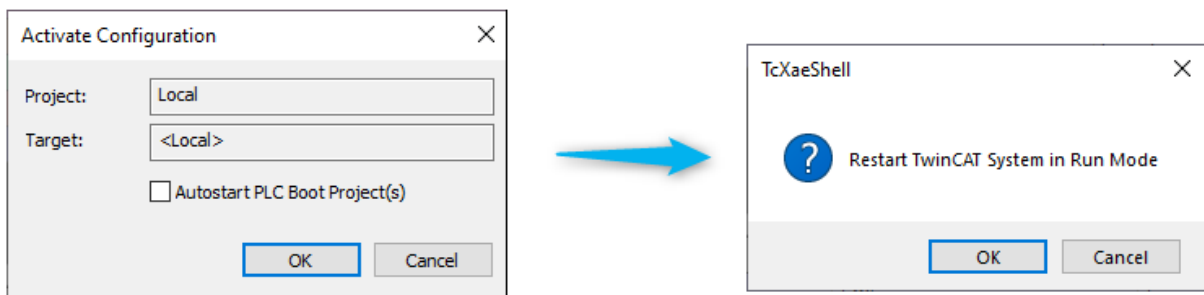 Activate Configuration
Project:
Local
Target:
<Local>
Autostart PLC Boot Project(s)
OK
Cancel
TcXaeShell
Restart TwinCAT System in Run Mode
OK
Cancel